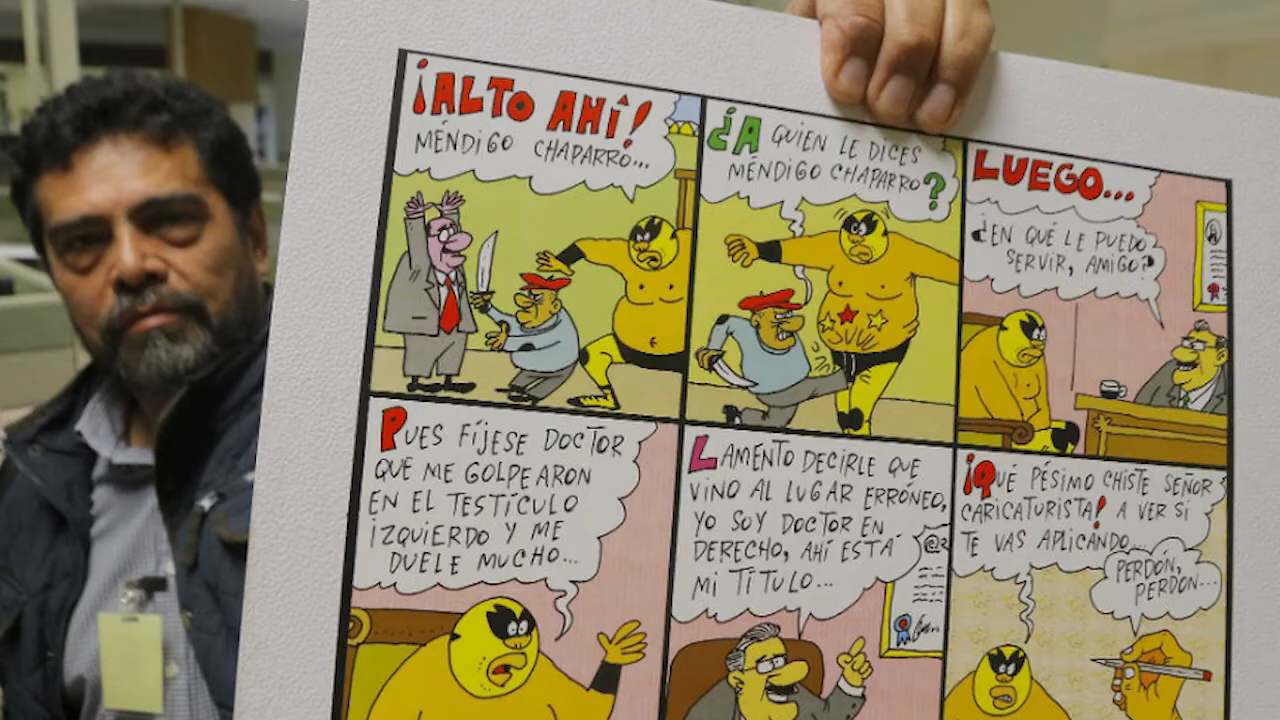 ¡ALTO AHÎ!
MÉNDIGO CHAPARRO...
¿A QUIEN LE DICES
MÉNDIGO CHAPARRO?
LUEGO...
¿EN QUÉ LE PUEDO
SERVIR, AMIGO?
PUES FÍJESE DOCTOR
QUE ME GOLPEARON
EN EL TESTÍCULO
IZQUIERDO Y ME
DUELE MUCHO...
LAMENTO DECIRLE QUE
VINO AL LUGAR ERRÓNEO,
YO SOY DOCTOR EN
DERECHO, AHÍ ESTÁ
MI TÍTULO...
¡QUÉ PÉSIMO CHISTE SEÑOR
CARICATURISTA! A VER SI
TE VAS APLICANDO...
PERDÓN,
PERDÓN...